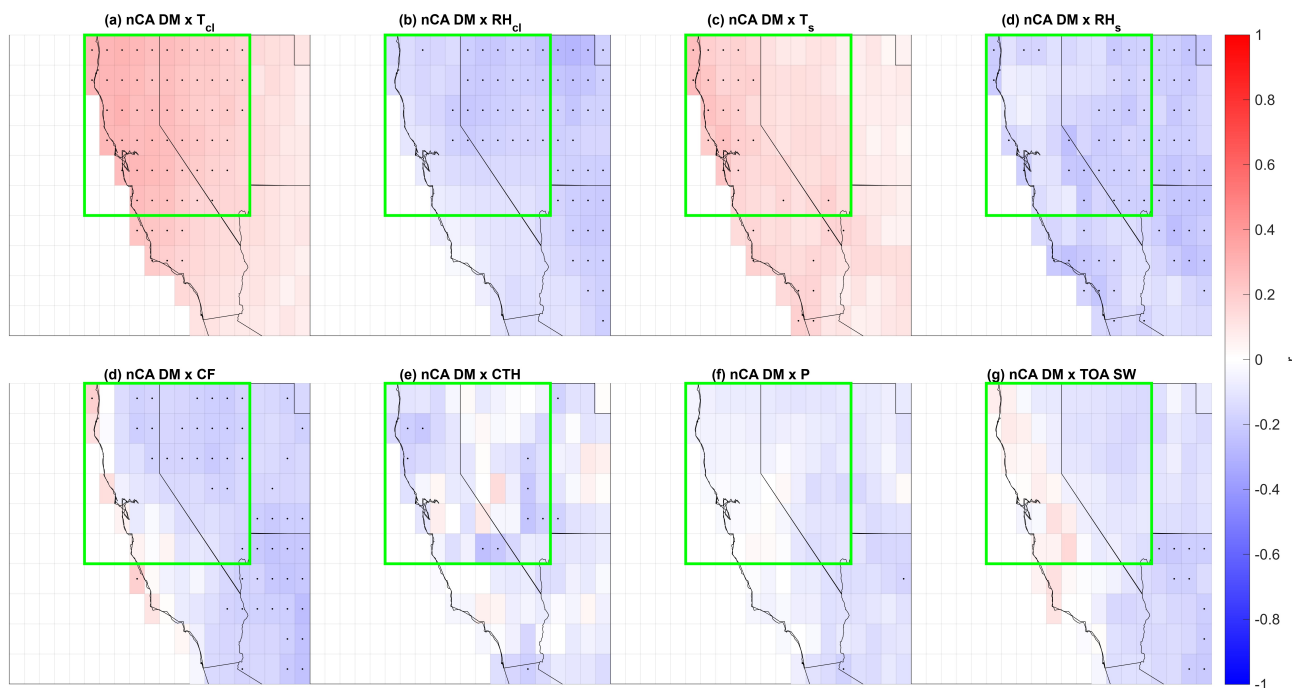 (a) nCA DM x T_cl
(b) nCA DM x RH_cl
(c) nCA DM x T_s
(d) nCA DM x RH_s
1
0.8
0.6
0.4
0.2
0
-0.2
-0.4
-0.6
-0.8
-1
r
(d) nCA DM x CF
(e) nCA DM x CTH
(f) nCA DM x P
(g) nCA DM x TOA SW